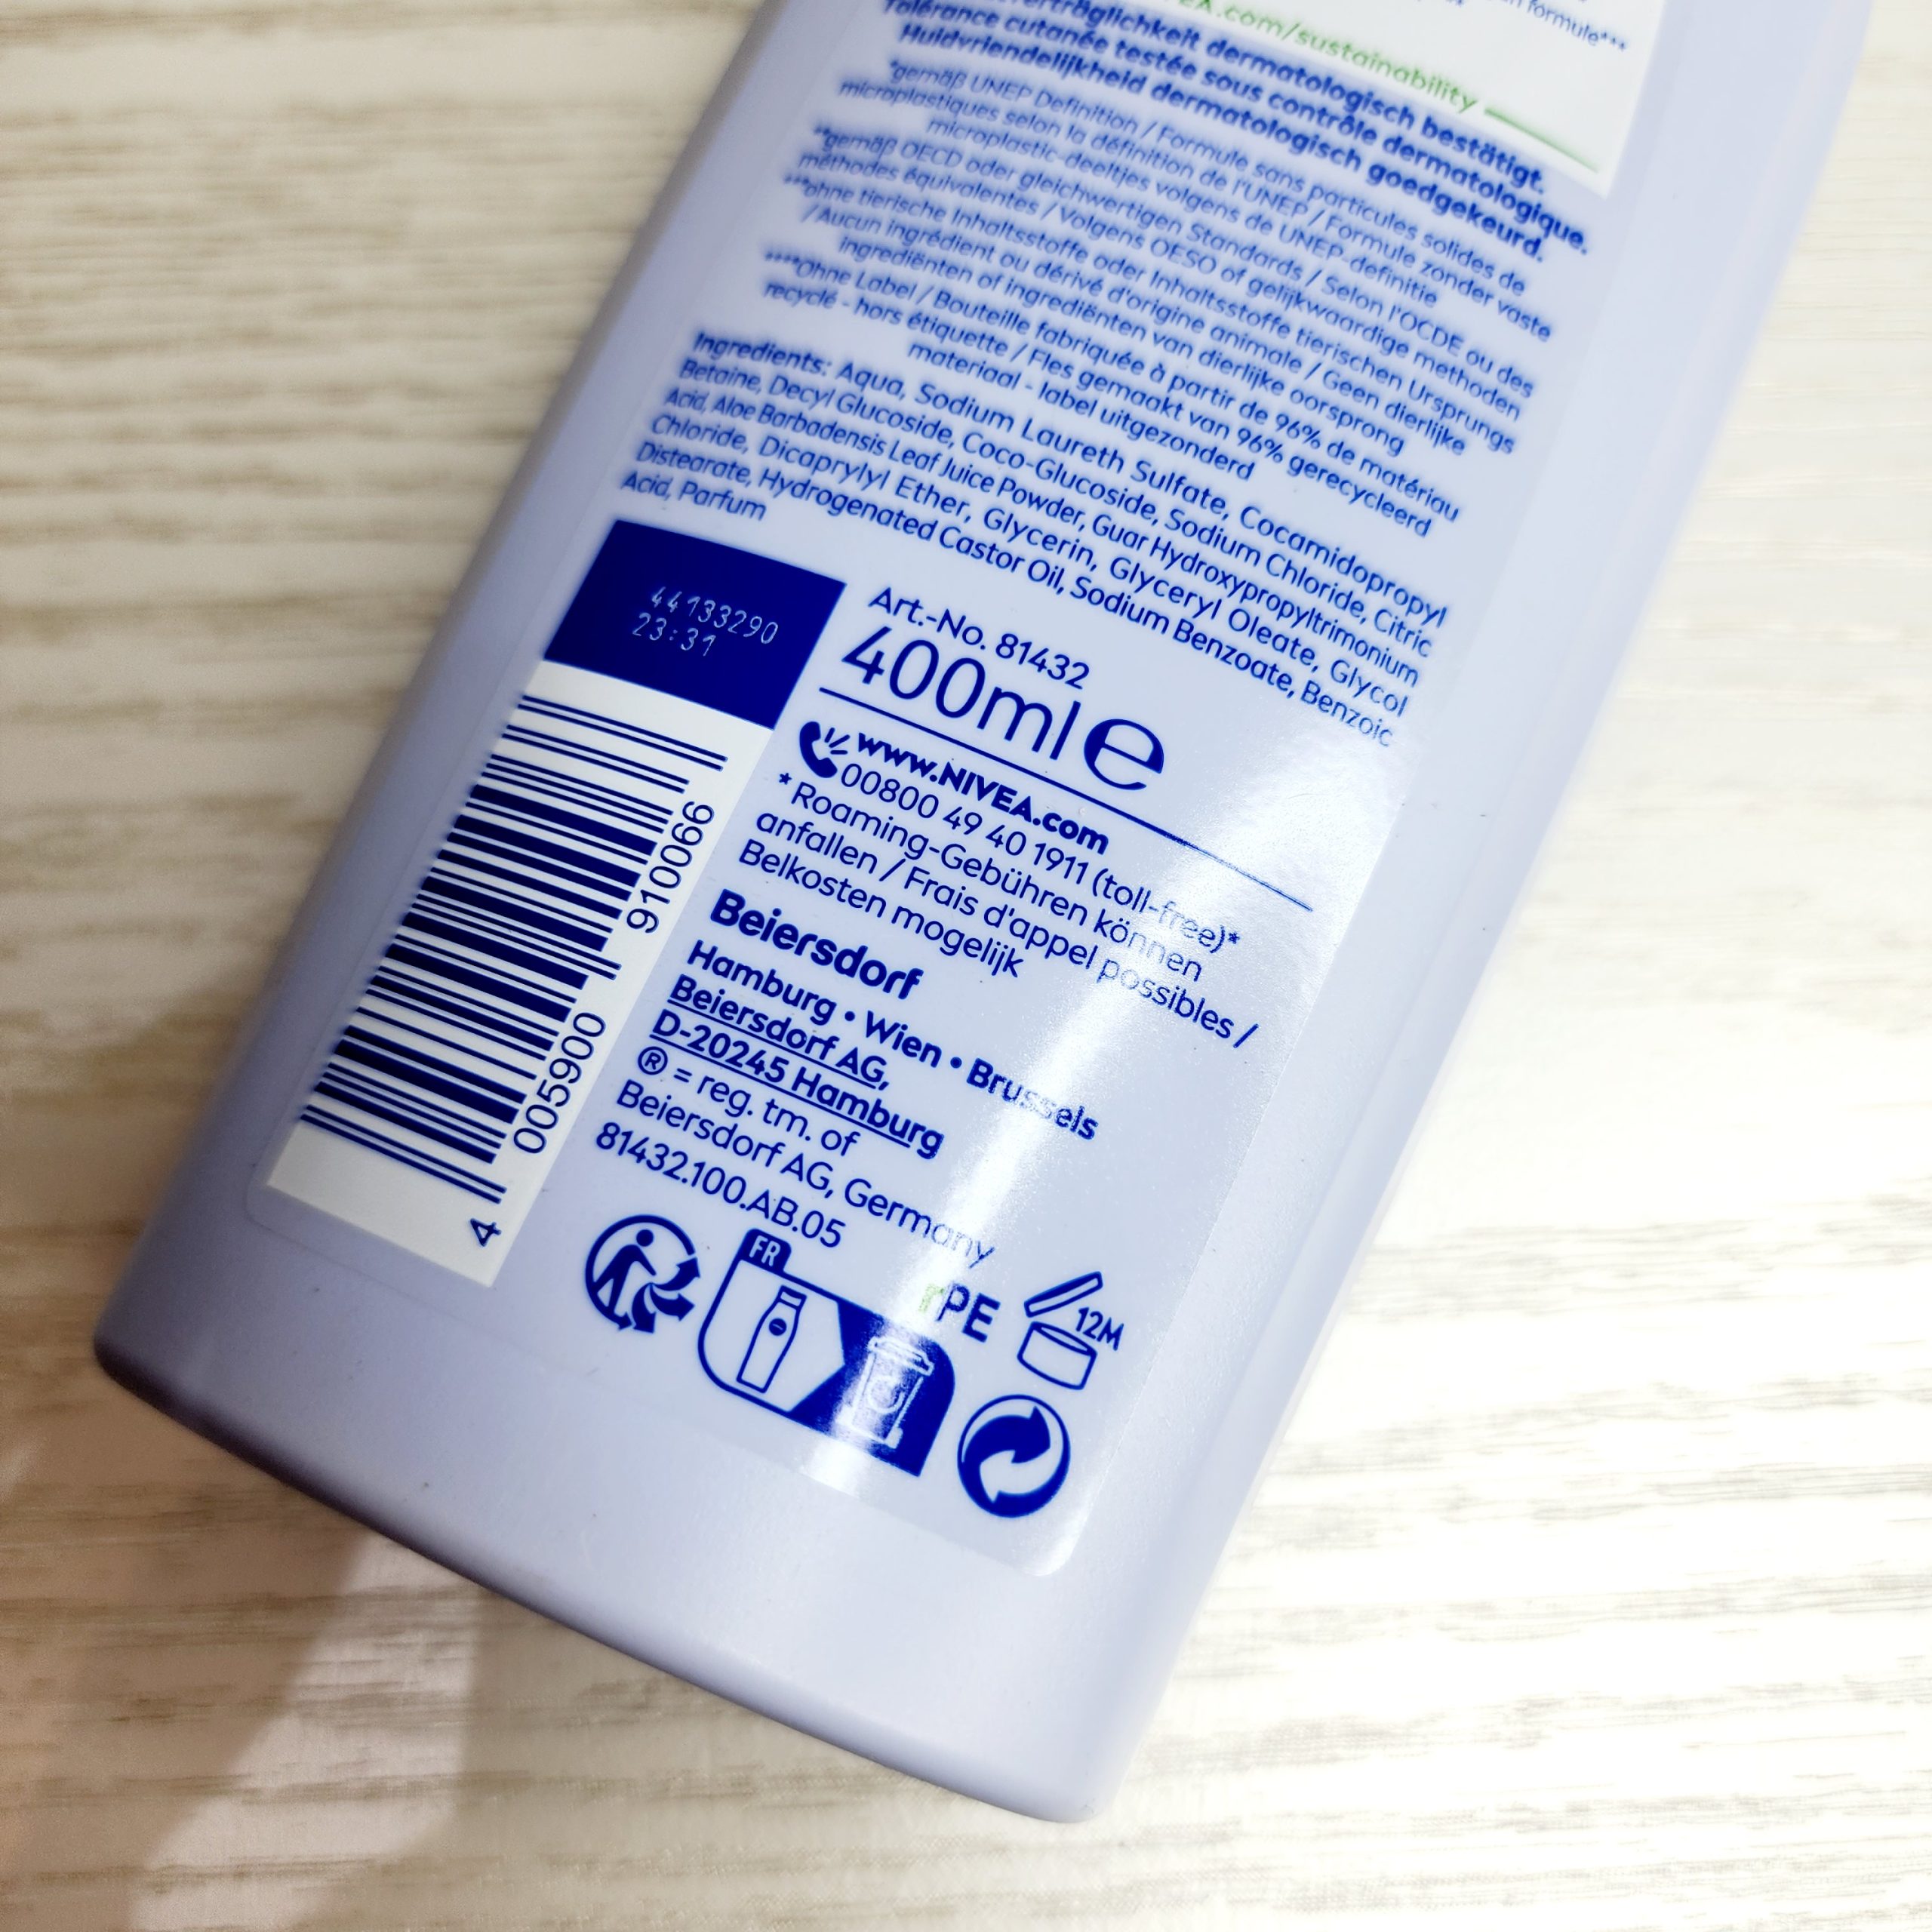 formule***
.com/sustainability
dermatologisch bestätigt.
Tolérance cutanée testée sous contrôle dermatologique.
Huidvriendelijkheid dermatologisch goedgekeurd.
*gemäß UNEP Definition / Formule sans particules solides de
microplastiques selon la définition de l'UNEP / Formule zonder vaste
microplastic-deeltjes volgens de UNEP-definitie
**gemäß OECD oder gleichwertigen Standards / Selon l'OCDE ou des
méthodes équivalentes / Volgens OESO of gelijkwaardige methoden
***ohne tierische Inhaltsstoffe oder Inhaltsstoffe tierischen Ursprungs
/ Aucun ingrédient ou dérivé d'origine animale / Geen dierlijke
ingrediënten of ingrediënten van dierlijke oorsprong
****Ohne Label / Bouteille fabriquée à partir de 96% de matériau
recyclé - hors étiquette / Fles gemaakt van 96% gerecycleerd
materiaal - label uitgezonderd
Ingredients: Aqua, Sodium Laureth Sulfate, Cocamidopropyl
Betaine, Decyl Glucoside, Coco-Glucoside, Sodium Chloride, Citric
Acid, Aloe Barbadensis Leaf Juice Powder, Guar Hydroxypropyltrimonium
Chloride, Dicaprylyl Ether, Glycerin, Glyceryl Oleate, Glycol
Distearate, Hydrogenated Castor Oil, Sodium Benzoate, Benzoic
Acid, Parfum
44133290
23:31
Art.-No. 81432
400ml e
www.NIVEA.com
00800 49 40 1911 (toll-free)*
* Roaming-Gebühren können
anfallen / Frais d'appel possibles /
Belkosten mogelijk
Beiersdorf
Hamburg • Wien • Brussels
Beiersdorf AG,
D-20245 Hamburg
® = reg. tm. of
Beiersdorf AG, Germany
81432.100.AB.05
4 005900 910066
FR
rPE
12M